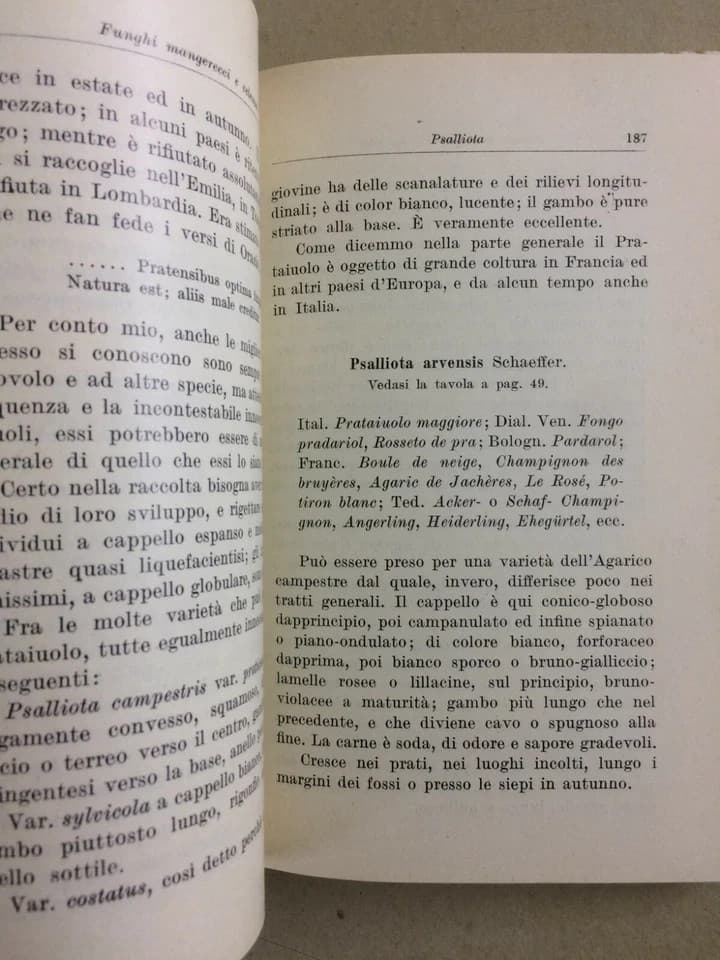 Funghi mangerecci e
ce in estate ed in autunno.
rezzato; in alcuni paesi è
go; mentre è rifiutato
si raccoglie nell'Emilia, in
fiuta in Lombardia. Era
e ne fan fede i versi di
...... Pratensibus optima
Natura est; aliis male
Per conto mio, anche le
esso si conoscono sono
ovolo e ad altre specie, ma
quenza e la incontestabile
uoli, essi potrebbero essere di
erale di quello che essi lo
Certo nella raccolta bisogna
dio di loro sviluppo, e
ividui a cappello espanso e
astre quasi liquefacientisi; gli
issimi, a cappello globulare,
Fra le molte varietà che
ataiuolo, tutte egualmente
seguenti:
Psalliota campestris var.
gamente convesso, squamoso,
cio o terreo verso il centro,
ingentesi verso la base,
Var. sylvicola a cappello
mbo piuttosto lungo,
ello sottile.
Var. costatus, così detto perchè
Psalliota 187
giovine ha delle scanalature e dei rilievi longitu-
dinali; è di color bianco, lucente; il gambo è pure
striato alla base. È veramente eccellente.
Come dicemmo nella parte generale il Pra-
taiuolo è oggetto di grande coltura in Francia ed
in altri paesi d'Europa, e da alcun tempo anche
in Italia.
Psalliota arvensis Schaeffer.
Vedasi la tavola a pag. 49.
Ital. Prataiuolo maggiore; Dial. Ven. Fongo
pradariol, Rosseto de pra; Bologn. Pardarol;
Franc. Boule de neige, Champignon des
bruyères, Agaric de Jachères, Le Rosé, Po-
tiron blanc; Ted. Acker- o Schaf- Champi-
gnon, Angerling, Heiderling, Ehegürtel, ecc.
Può essere preso per una varietà dell'Agarico
campestre dal quale, invero, differisce poco nei
tratti generali. Il cappello è qui conico-globoso
dapprincipio, poi campanulato ed infine spianato
o piano-ondulato; di colore bianco, forforaceo
dapprima, poi bianco sporco o bruno-gialliccio;
lamelle rosee o lillacine, sul principio, bruno-
violacee a maturità; gambo più lungo che nel
precedente, e che diviene cavo o spugnoso alla
fine. La carne è soda, di odore e sapore gradevoli.
Cresce nei prati, nei luoghi incolti, lungo i
margini dei fossi o presso le siepi in autunno.